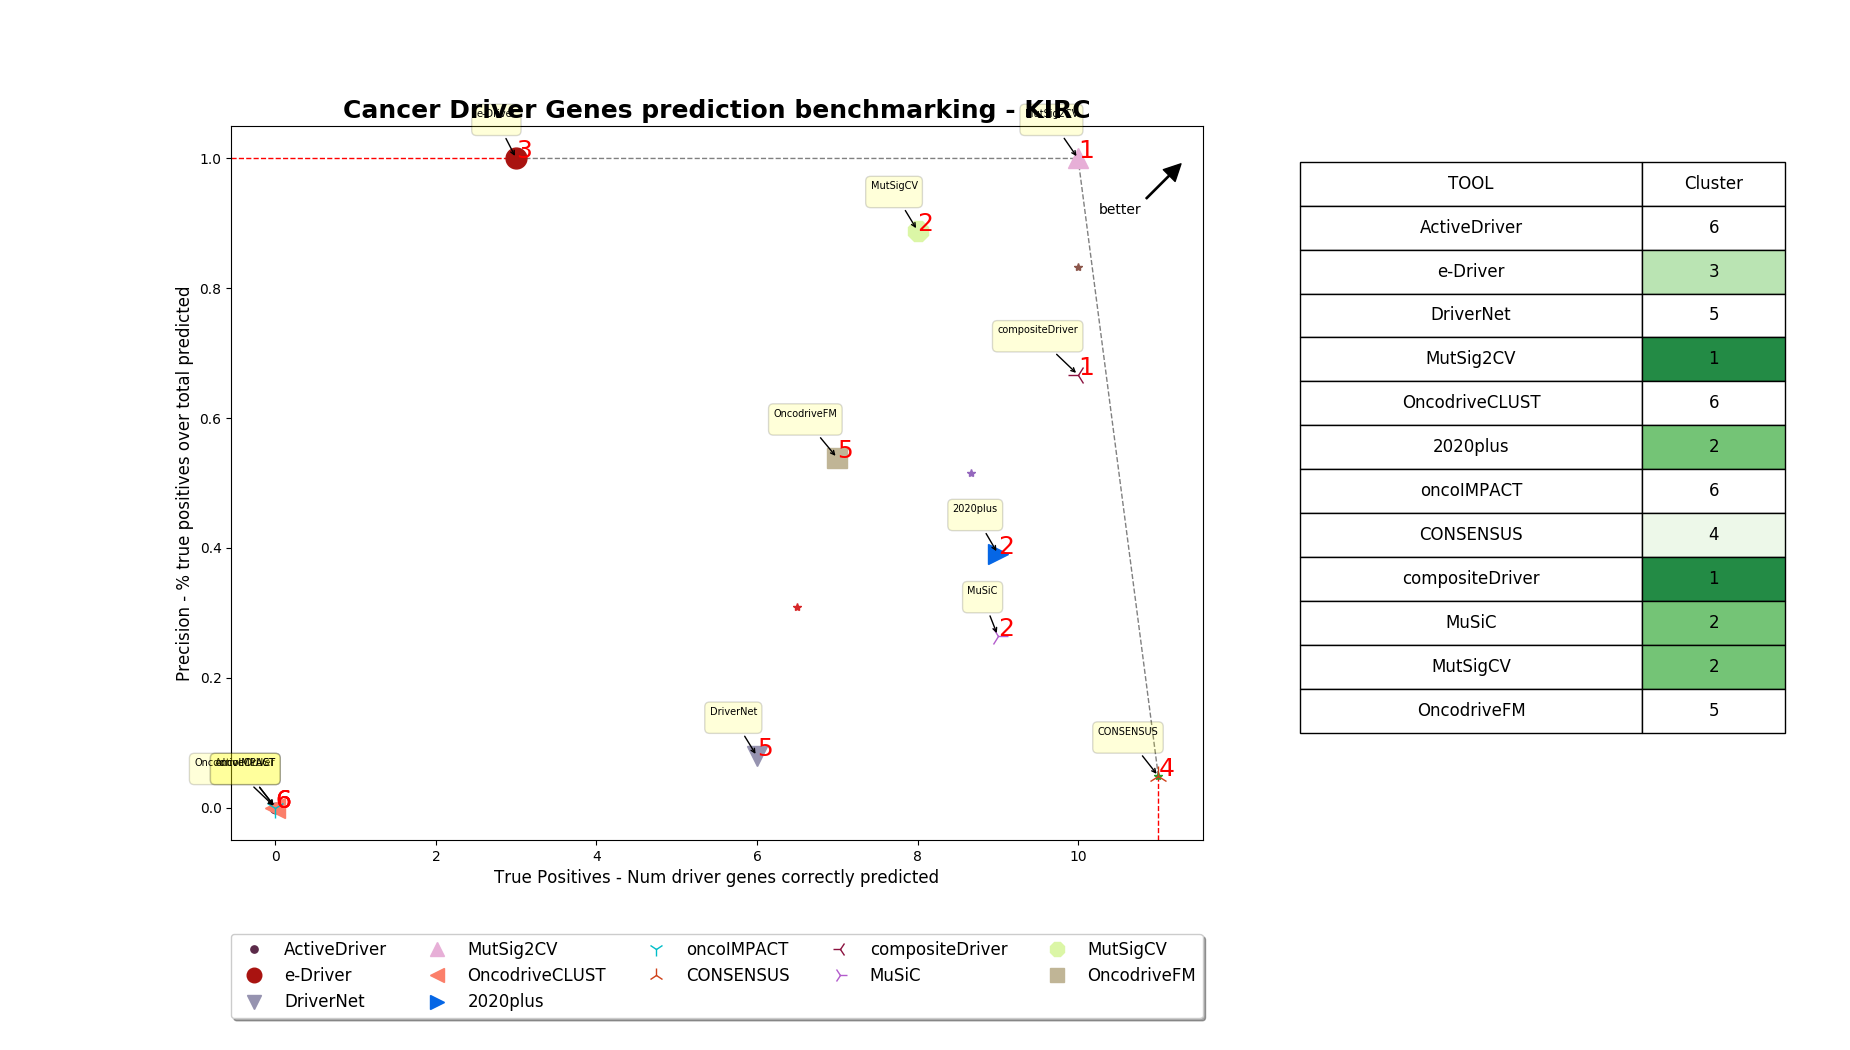 Cancer Driver Genes prediction benchmarking - KIRC
e-Driver
MutSig2CV
3
1
1.0
better
MutSigCV
2
0.8
compositeDriver
1
0.6
OncodriveFM
5
2020plus
2
0.4
MuSiC
2
0.2
DriverNet
5
CONSENSUS
4
6
0.0
Precision - % true positives over total predicted
0 2 4 6 8 10
True Positives - Num driver genes correctly predicted
ActiveDriver MutSig2CV oncoIMPACT compositeDriver MutSigCV
e-Driver OncodriveCLUST CONSENSUS MuSiC OncodriveFM
DriverNet 2020plus
TOOL Cluster
ActiveDriver 6
e-Driver 3
DriverNet 5
MutSig2CV 1
OncodriveCLUST 6
2020plus 2
oncoIMPACT 6
CONSENSUS 4
compositeDriver 1
MuSiC 2
MutSigCV 2
OncodriveFM 5